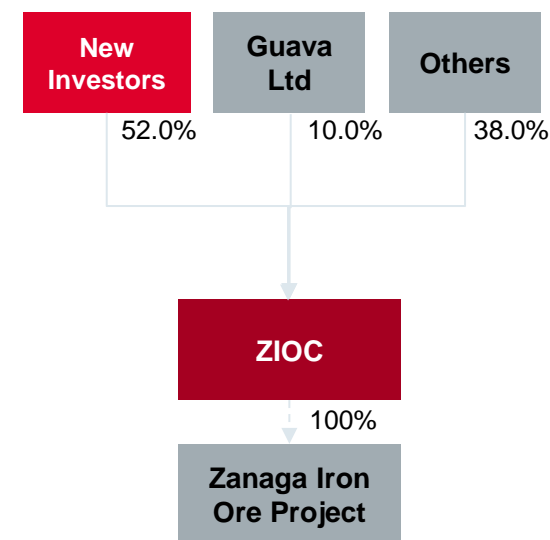 New
Investors
Guava
Ltd
Others
52.0%
10.0%
38.0%
ZIOC
100%
Zanaga Iron
Ore Project